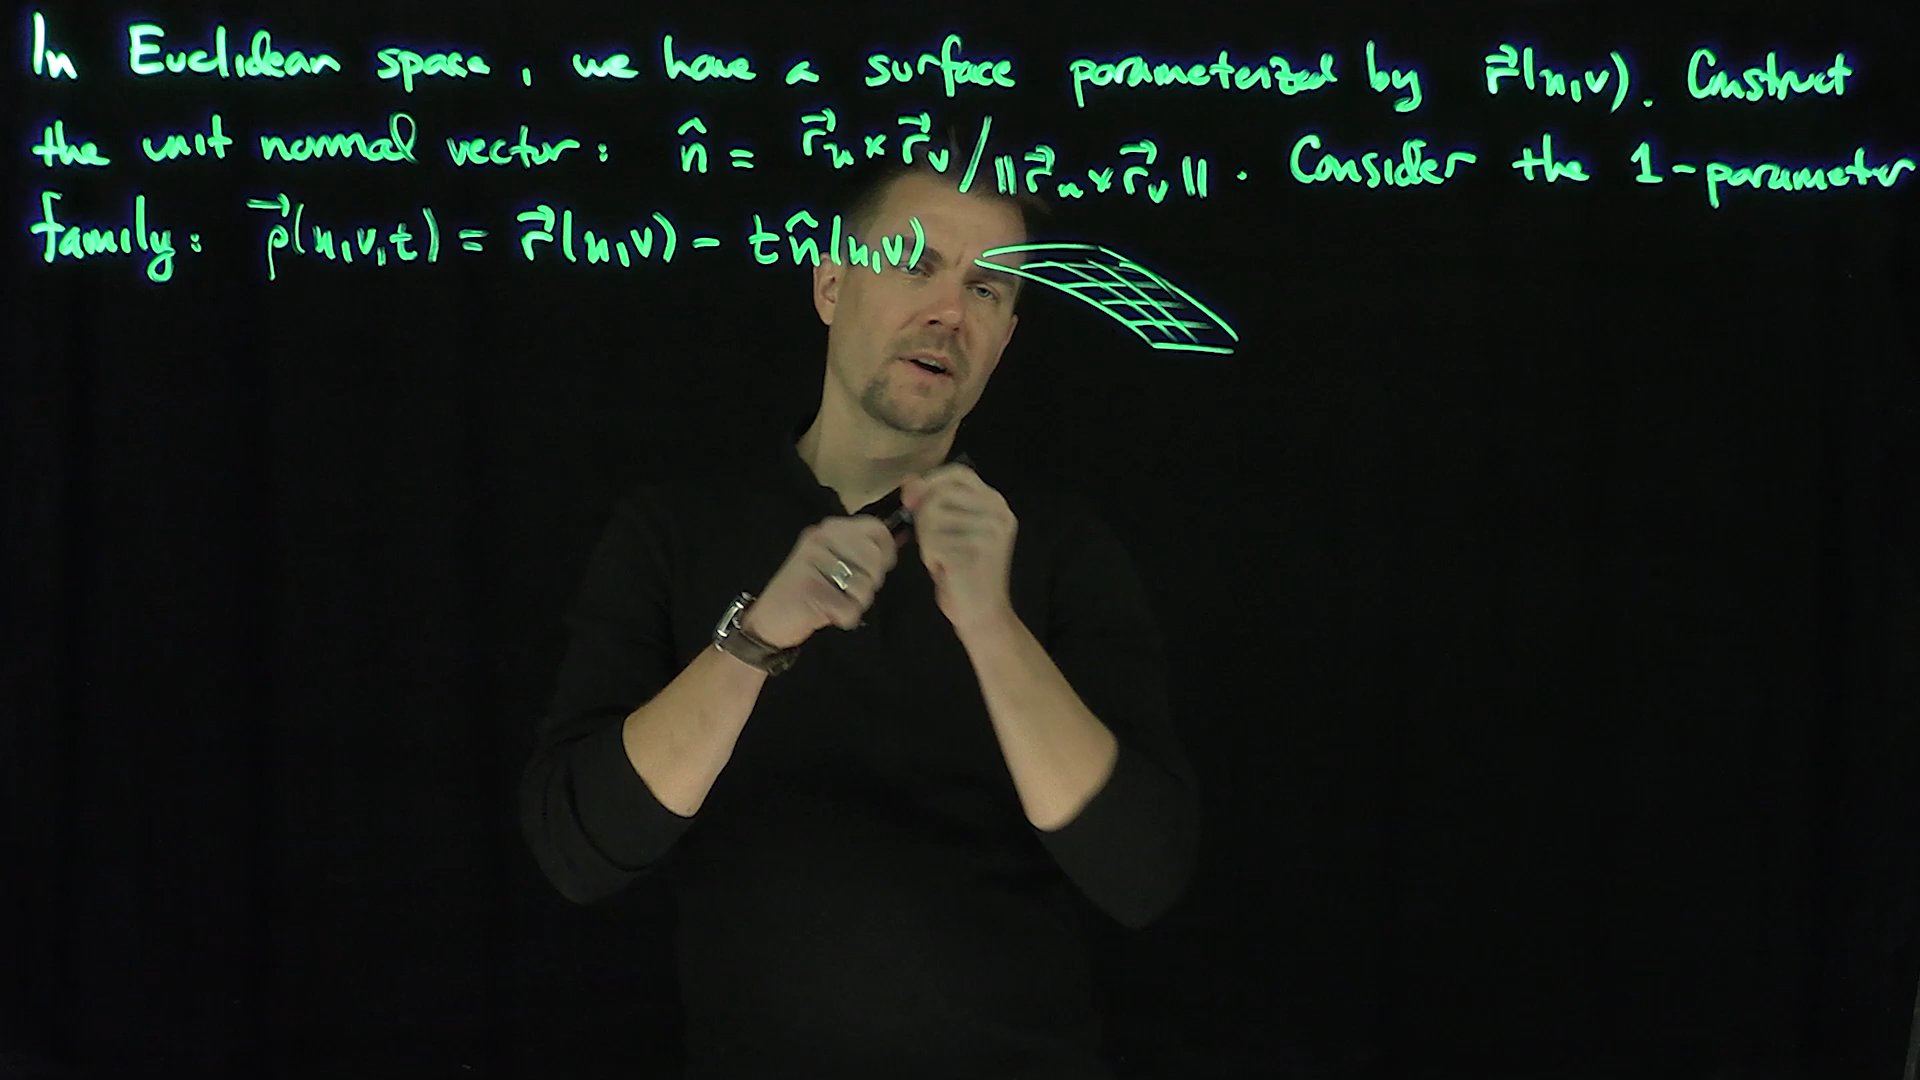 In Euclidean space, we have a surface parameterized by r⃗(u,v). Construct
the unit normal vector: n̂ = r⃗ᵤ × r⃗ᵥ / ‖r⃗ᵤ × r⃗ᵥ‖. Consider the 1-parameter
family: ρ⃗(u,v,t) = r⃗(u,v) - t n̂(u,v)